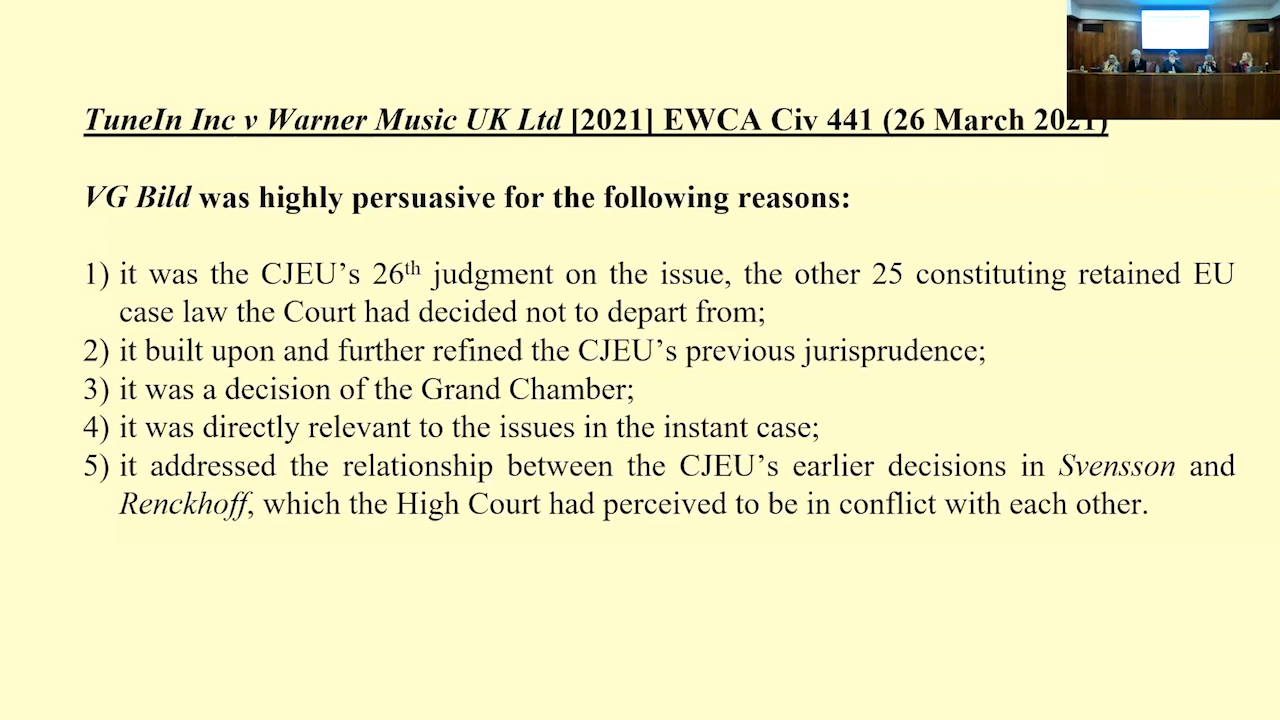 TuneIn Inc v Warner Music UK Ltd [2021] EWCA Civ 441 (26 March 2021)
VG Bild was highly persuasive for the following reasons:
1) it was the CJEU’s 26th judgment on the issue, the other 25 constituting retained EU
case law the Court had decided not to depart from;
2) it built upon and further refined the CJEU’s previous jurisprudence;
3) it was a decision of the Grand Chamber;
4) it was directly relevant to the issues in the instant case;
5) it addressed the relationship between the CJEU’s earlier decisions in Svensson and
Renckhoff, which the High Court had perceived to be in conflict with each other.